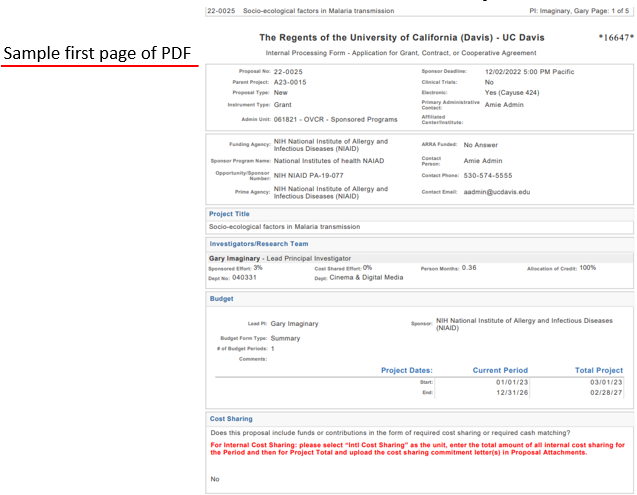 22-0025 Socio-ecological factors in Malaria transmission PI: Imaginary, Gary Page: 1 of 5
The Regents of the University of California (Davis) - UC Davis *16647*
Sample first page of PDF
Internal Processing Form - Application for Grant, Contract, or Cooperative Agreement
Proposal No: 22-0025 Sponsor Deadline: 12/02/2022 5:00 PM Pacific
Parent Project: A23-0015 Clinical Trials: No
Proposal Type: New Electronic: Yes (Cayuse 424)
Instrument Type: Grant Primary Administrative Contact: Amie Admin
Admin Unit: 061821 - OVCR - Sponsored Programs Affiliated Center/Institute:
Funding Agency: NIH National Institute of Allergy and Infectious Diseases (NIAID) ARRA Funded: No Answer
Sponsor Program Name: National Institutes of health NAIAD Contact Person: Amie Admin
Opportunity/Sponsor Number: NIH NIAID PA-19-077 Contact Phone: 530-574-5555
Prime Agency: NIH National Institute of Allergy and Infectious Diseases (NIAID) Contact Email: aadmin@ucdavis.edu
Project Title
Socio-ecological factors in Malaria transmission
Investigators/Research Team
Gary Imaginary - Lead Principal Investigator
Sponsored Effort: 3% Cost Shared Effort: 0% Person Months: 0.36 Allocation of Credit: 100%
Dept No: 040331 Dept: Cinema & Digital Media
Budget
Lead PI: Gary Imaginary Sponsor: NIH National Institute of Allergy and Infectious Diseases (NIAID)
Budget Form Type: Summary
# of Budget Periods: 1
Comments:
Project Dates: Current Period Total Project
Start: 01/01/23 03/01/23
End: 12/31/26 02/28/27
Cost Sharing
Does this proposal include funds or contributions in the form of required cost sharing or required cash matching?
For Internal Cost Sharing: please select "Intl Cost Sharing" as the unit, enter the total amount of all internal cost sharing for
the Period and then for Project Total and upload the cost sharing commitment letter(s) in Proposal Attachments.
No